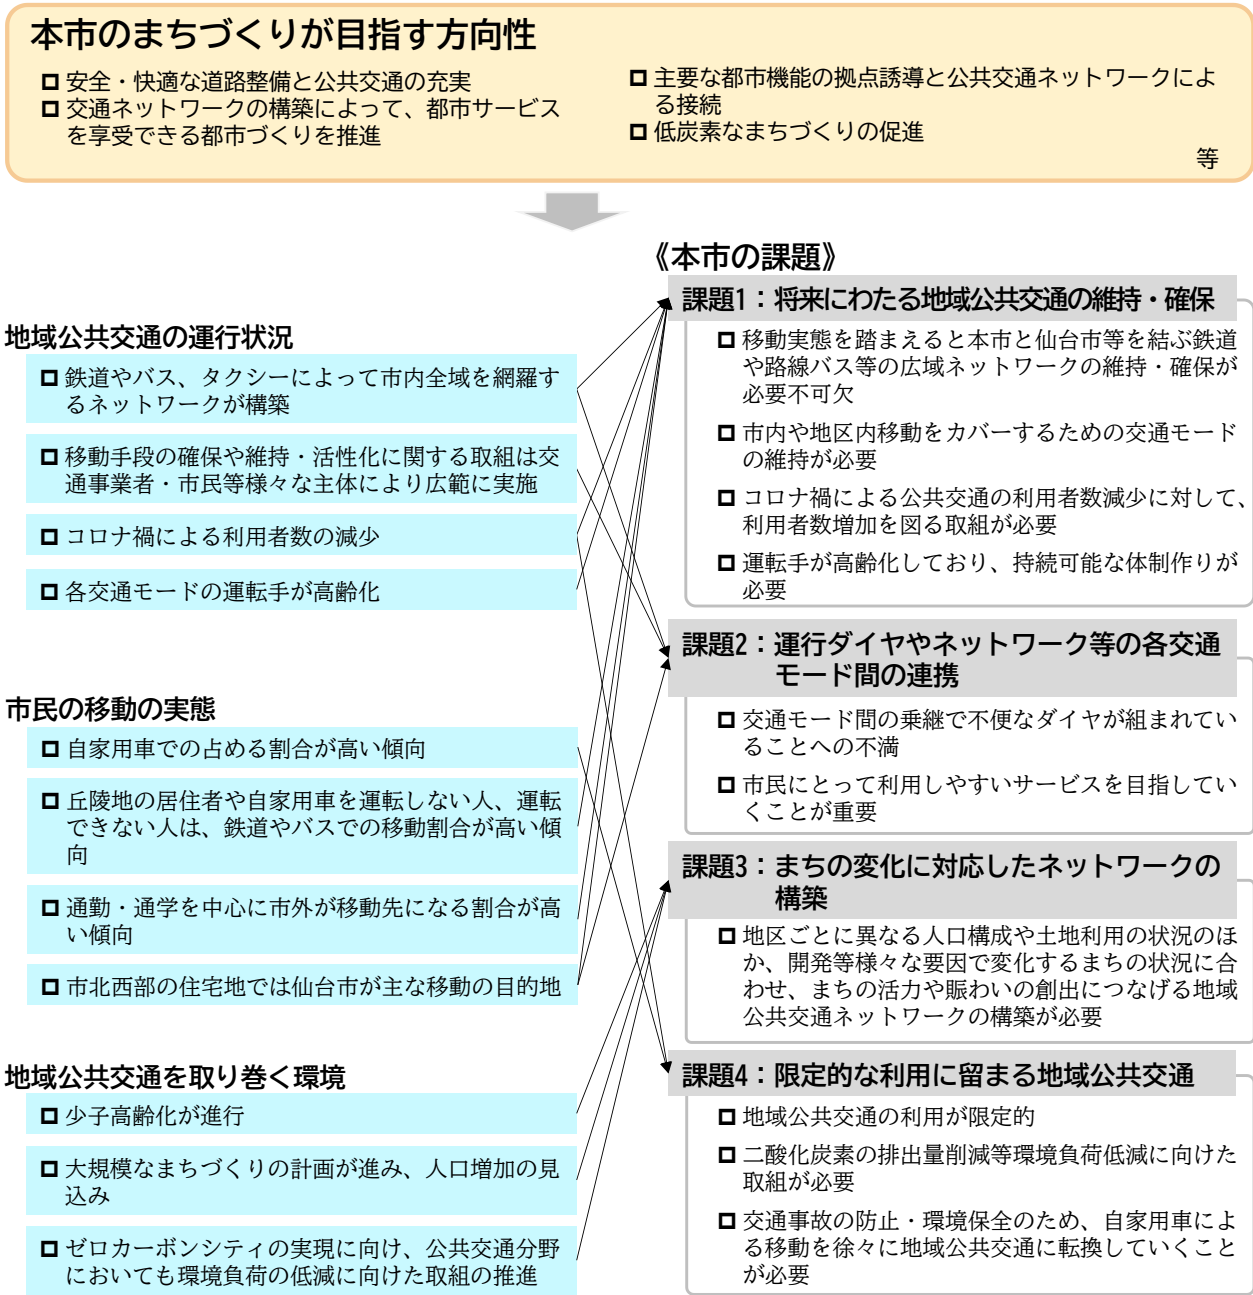 本市のまちづくりが目指す方向性
安全・快適な道路整備と公共交通の充実
交通ネットワークの構築によって、都市サービス
を享受できる都市づくりを推進
主要な都市機能の拠点誘導と公共交通ネットワークによ
る接続
低炭素なまちづくりの促進
等
地域公共交通の運行状況
鉄道やバス、タクシーによって市内全域を網羅す
るネットワークが構築
移動手段の確保や維持・活性化に関する取組は交
通事業者・市民等様々な主体により広範に実施
コロナ禍による利用者数の減少
各交通モードの運転手が高齢化
市民の移動の実態
自家用車での占める割合が高い傾向
丘陵地の居住者や自家用車を運転しない人、運転
できない人は、鉄道やバスでの移動割合が高い傾
向
通勤・通学を中心に市外が移動先になる割合が高
い傾向
市北西部の住宅地では仙台市が主な移動の目的地
地域公共交通を取り巻く環境
少子高齢化が進行
大規模なまちづくりの計画が進み、人口増加の見
込み
ゼロカーボンシティの実現に向け、公共交通分野
においても環境負荷の低減に向けた取組の推進
《本市の課題》
課題1：将来にわたる地域公共交通の維持・確保
移動実態を踏まえると本市と仙台市等を結ぶ鉄道
や路線バス等の広域ネットワークの維持・確保が
必要不可欠
市内や地区内移動をカバーするための交通モード
の維持が必要
コロナ禍による公共交通の利用者数減少に対して、
利用者数増加を図る取組が必要
運転手が高齢化しており、持続可能な体制作りが
必要
課題2：運行ダイヤやネットワーク等の各交通
モード間の連携
交通モード間の乗継で不便なダイヤが組まれてい
ることへの不満
市民にとって利用しやすいサービスを目指してい
くことが重要
課題3：まちの変化に対応したネットワークの
構築
地区ごとに異なる人口構成や土地利用の状況のほ
か、開発等様々な要因で変化するまちの状況に合
わせ、まちの活力や賑わいの創出につなげる地域
公共交通ネットワークの構築が必要
課題4：限定的な利用に留まる地域公共交通
地域公共交通の利用が限定的
二酸化炭素の排出量削減等環境負荷低減に向けた
取組が必要
交通事故の防止・環境保全のため、自家用車によ
る移動を徐々に地域公共交通に転換していくこと
が必要